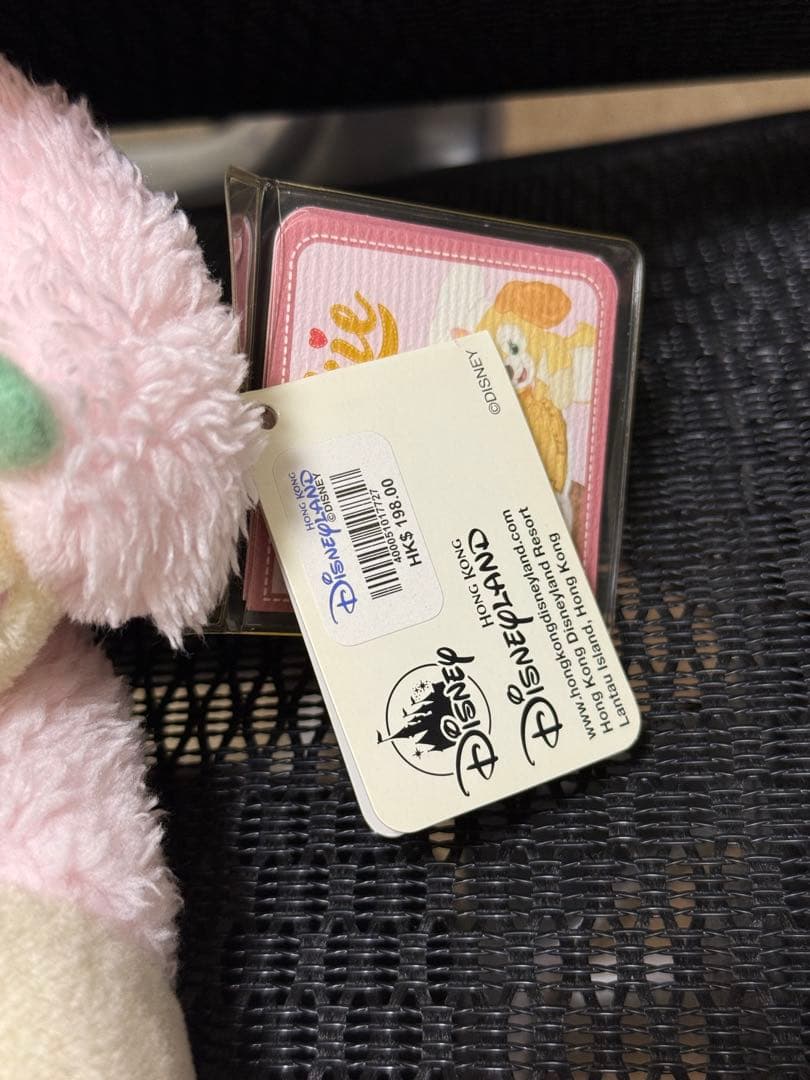 ©DISNEY
HONG KONG
DISNEYLAND
©DISNEY
400051017727
HK$ 198.00
DISNEY
HONG KONG
DISNEYLAND
www.hongkongdisneyland.com
Hong Kong Disneyland Resort
Lantau Island, Hong Kong